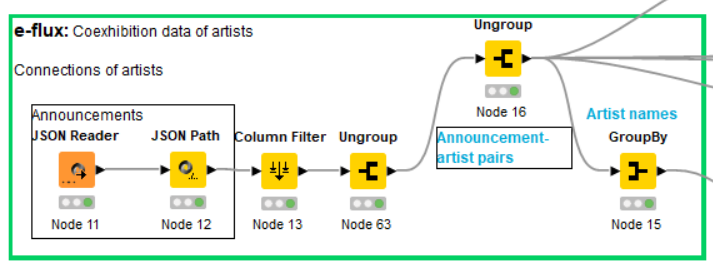 e-flux: Coexhibition data of artists
Connections of artists
Announcements
JSON Reader
Node 11
JSON Path
Node 12
Column Filter
Node 13
Ungroup
Node 63
Ungroup
Node 16
Announcement-
artist pairs
Artist names
GroupBy
Node 15